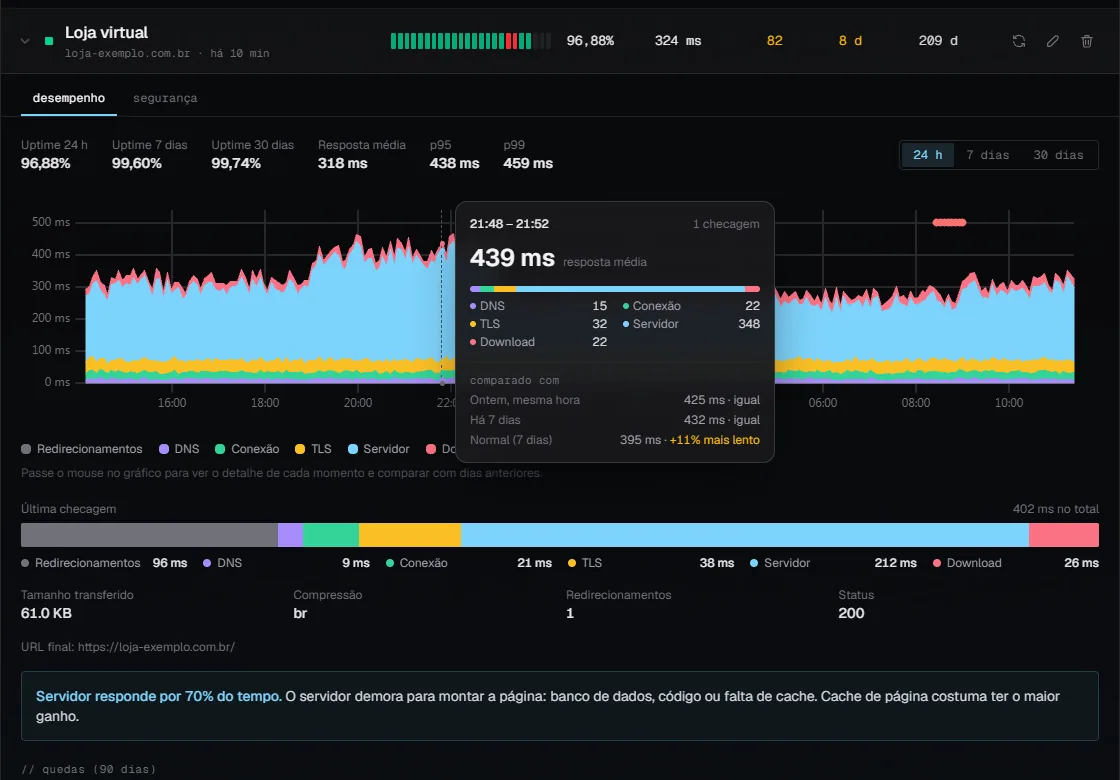 Loja virtual
loja-exemplo.com.br · há 10 min
96,88% 324 ms 82 8 d 209 d
desempenho segurança
Uptime 24 h Uptime 7 dias Uptime 30 dias Resposta média p95 p99
96,88% 99,60% 99,74% 318 ms 438 ms 459 ms
24 h 7 dias 30 dias
500 ms
400 ms
300 ms
200 ms
100 ms
0 ms
16:00 18:00 20:00 22:0 06:00 08:00 10:00
21:48 – 21:52 1 checagem
439 ms resposta média
DNS 15 Conexão 22
TLS 32 Servidor 348
Download 22
comparado com
Ontem, mesma hora 425 ms · igual
Há 7 dias 432 ms · igual
Normal (7 dias) 395 ms · +11% mais lento
Redirecionamentos DNS Conexão TLS Servidor Do
Passe o mouse no gráfico para ver o detalhe de cada momento e comparar com dias anteriores.
Última checagem 402 ms no total
Redirecionamentos 96 ms DNS 9 ms Conexão 21 ms TLS 38 ms Servidor 212 ms Download 26 ms
Tamanho transferido Compressão Redirecionamentos Status
61.0 KB br 1 200
URL final: https://loja-exemplo.com.br/
Servidor responde por 70% do tempo. O servidor demora para montar a página: banco de dados, código ou falta de cache. Cache de página costuma ter o maior
ganho.
// quedas (90 dias)